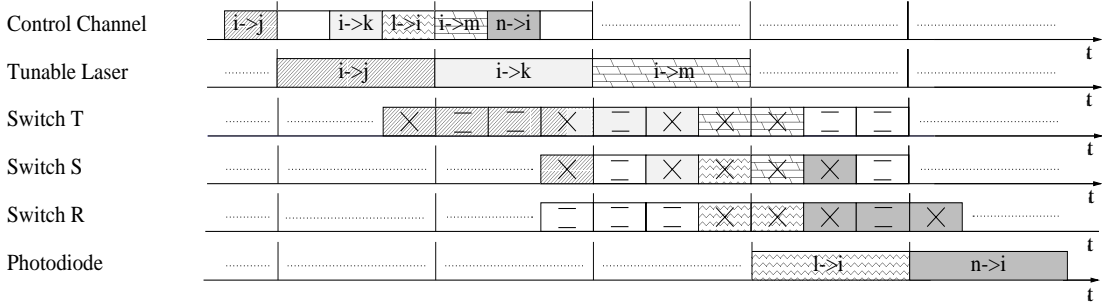 Control Channel i->j i->k l->i i->m n->i t
Tunable Laser i->j i->k i->m t
Switch T t
Switch S t
Switch R t
Photodiode l->i n->i t